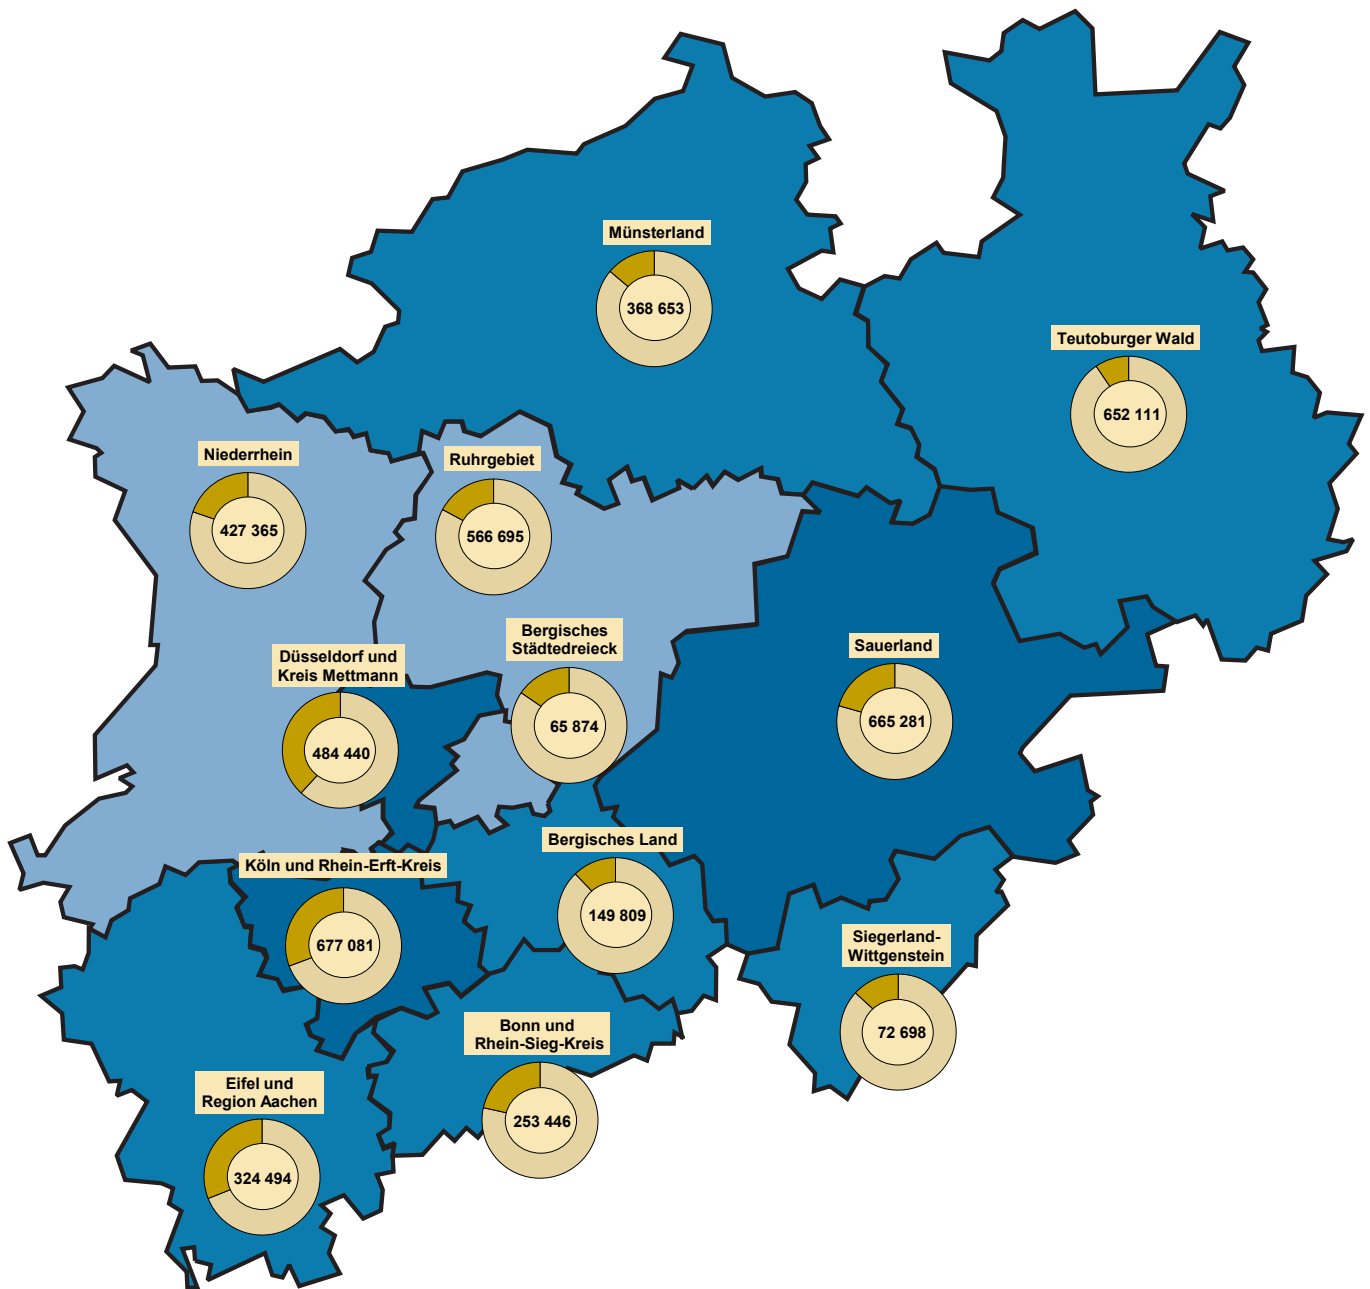 Münsterland
368 653
Teutoburger Wald
652 111
Niederrhein
427 365
Ruhrgebiet
566 695
Bergisches
Städtedreieck
65 874
Sauerland
665 281
Düsseldorf und
Kreis Mettmann
484 440
Bergisches Land
149 809
Köln und Rhein-Erft-Kreis
677 081
Siegerland-
Wittgenstein
72 698
Bonn und
Rhein-Sieg-Kreis
253 446
Eifel und
Region Aachen
324 494